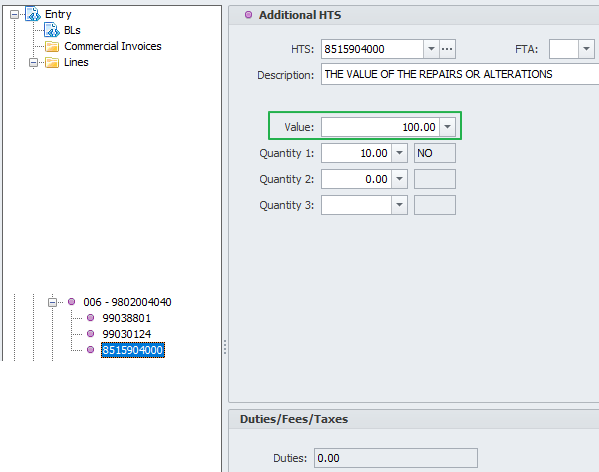 Entry
BLs
Commercial Invoices
Lines
006 - 9802004040
99038801
99030124
8515904000
Additional HTS
HTS: 8515904000 ... FTA:
Description: THE VALUE OF THE REPAIRS OR ALTERATIONS
Value: 100.00
Quantity 1: 10.00 NO
Quantity 2: 0.00
Quantity 3:
Duties/Fees/Taxes
Duties: 0.00